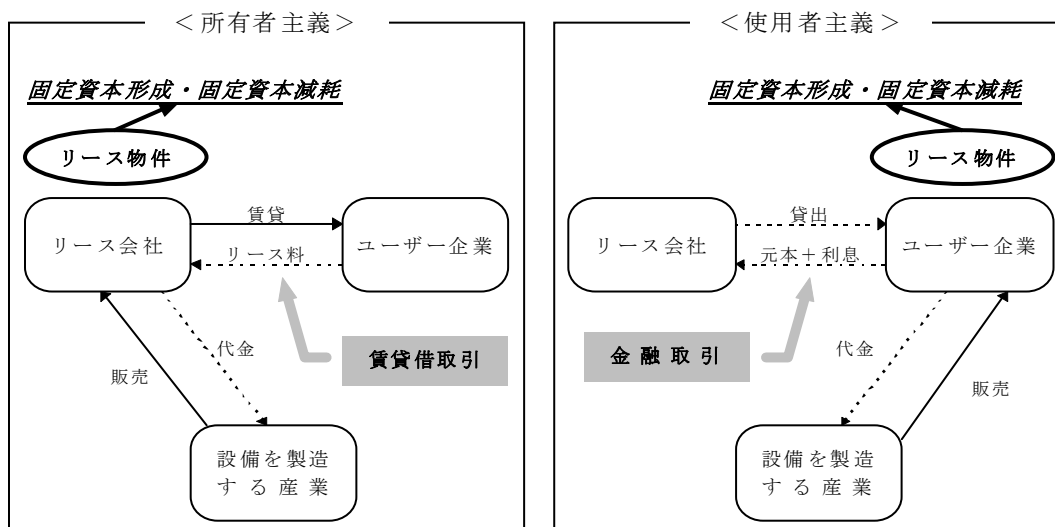 ＜所有者主義＞
固定資本形成・固定資本減耗
リース物件
賃貸
リース会社
ユーザー企業
リース料
代金
賃貸借取引
販売
設備を製造
する産業
＜使用者主義＞
固定資本形成・固定資本減耗
リース物件
貸出
リース会社
ユーザー企業
元本＋利息
金融取引
代金
販売
設備を製造
する産業